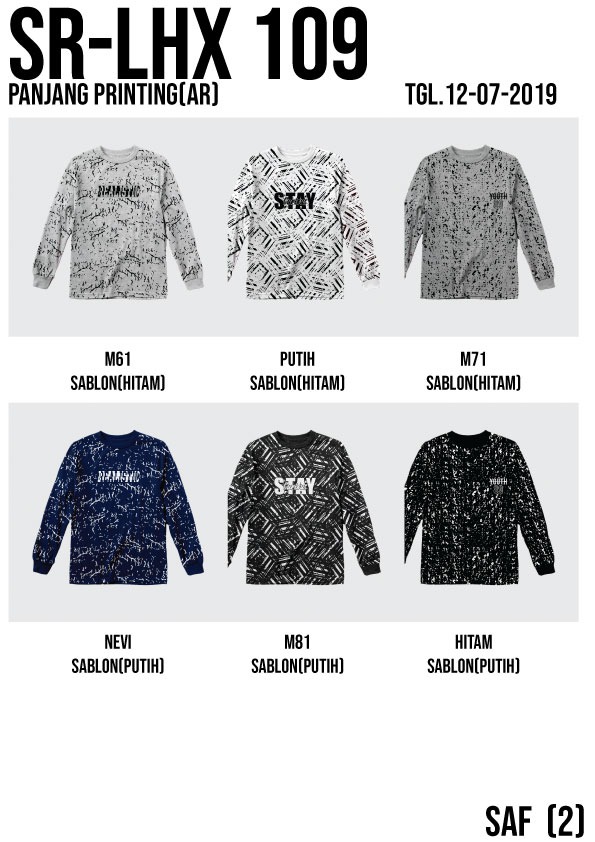 SR-LHX 109
PANJANG PRINTING(AR)
TGL.12-07-2019
REALISTIC
STAY
YOUTH
M61
SABLON(HITAM)
PUTIH
SABLON(HITAM)
M71
SABLON(HITAM)
REALISTIC
STAY
YOUTH
NEVI
SABLON(PUTIH)
M81
SABLON(PUTIH)
HITAM
SABLON(PUTIH)
SAF (2)